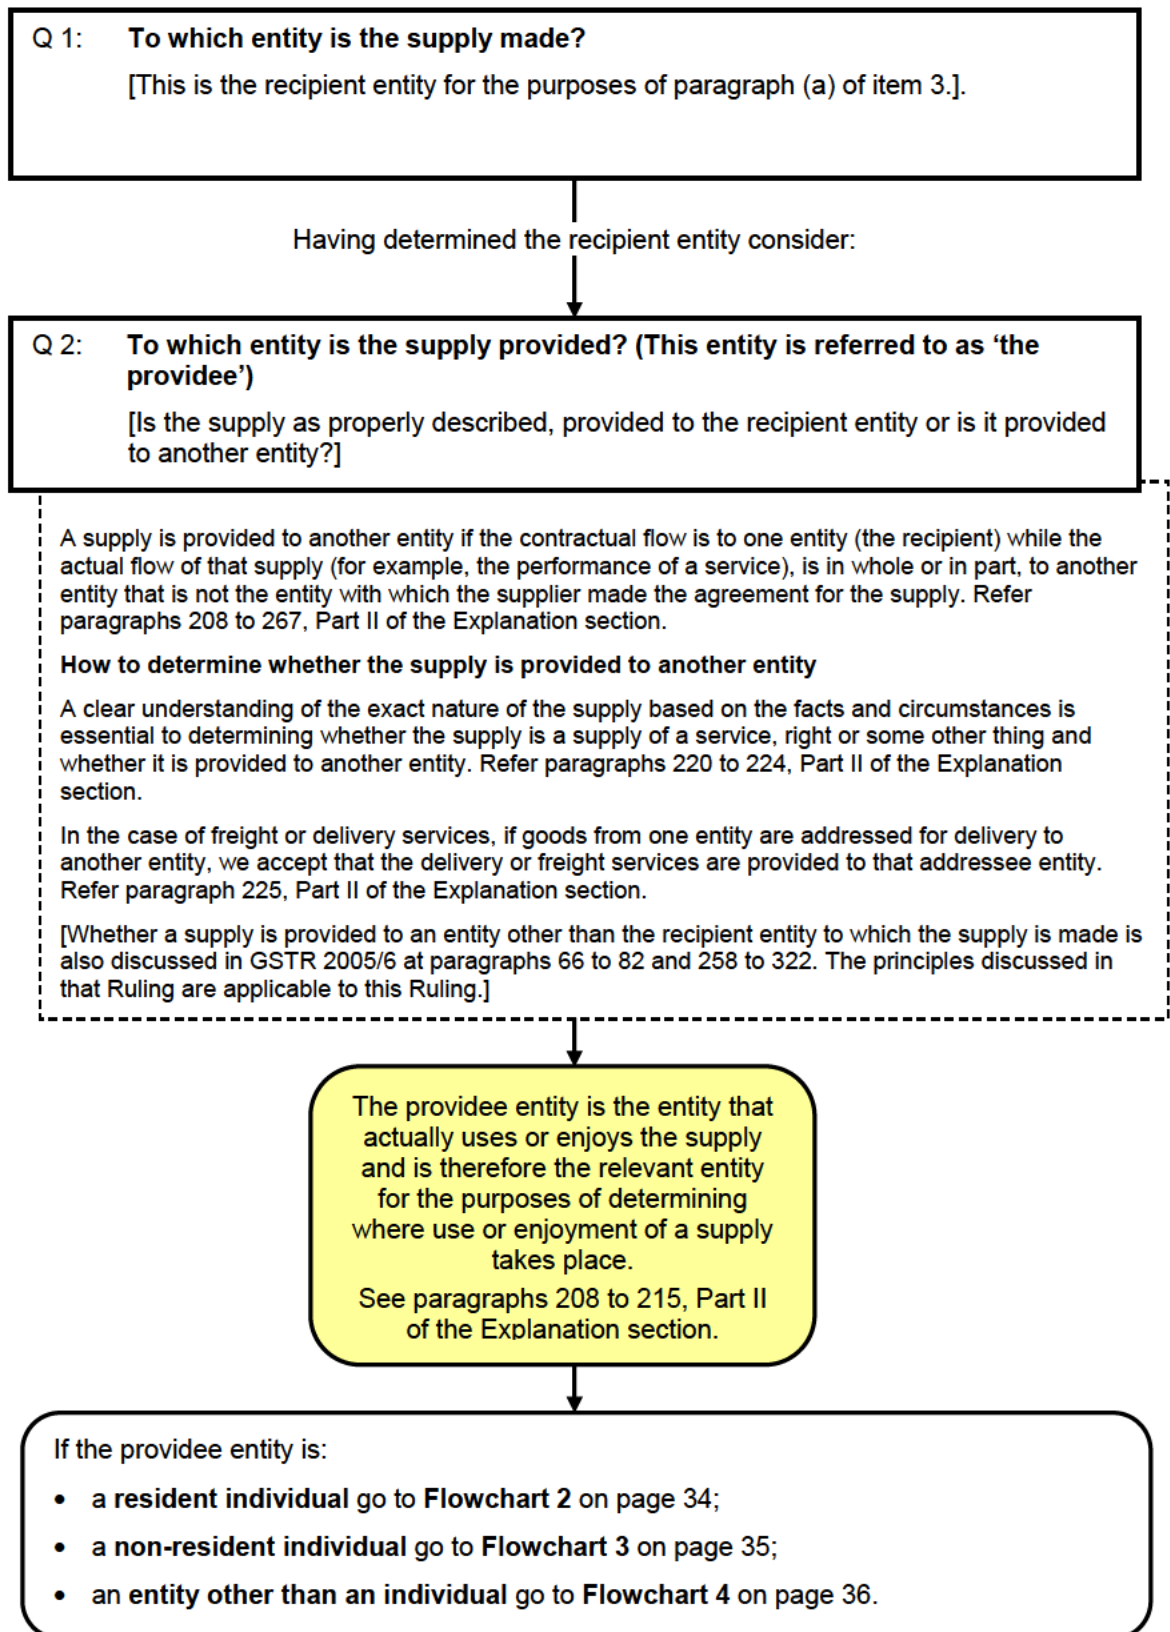 Q 1: To which entity is the supply made?
[This is the recipient entity for the purposes of paragraph (a) of item 3.].
Having determined the recipient entity consider:
Q 2: To which entity is the supply provided? (This entity is referred to as ‘the
providee’)
[Is the supply as properly described, provided to the recipient entity or is it provided
to another entity?]
A supply is provided to another entity if the contractual flow is to one entity (the recipient) while the
actual flow of that supply (for example, the performance of a service), is in whole or in part, to another
entity that is not the entity with which the supplier made the agreement for the supply. Refer
paragraphs 208 to 267, Part II of the Explanation section.
How to determine whether the supply is provided to another entity
A clear understanding of the exact nature of the supply based on the facts and circumstances is
essential to determining whether the supply is a supply of a service, right or some other thing and
whether it is provided to another entity. Refer paragraphs 220 to 224, Part II of the Explanation
section.
In the case of freight or delivery services, if goods from one entity are addressed for delivery to
another entity, we accept that the delivery or freight services are provided to that addressee entity.
Refer paragraph 225, Part II of the Explanation section.
[Whether a supply is provided to an entity other than the recipient entity to which the supply is made is
also discussed in GSTR 2005/6 at paragraphs 66 to 82 and 258 to 322. The principles discussed in
that Ruling are applicable to this Ruling.]
The providee entity is the entity that
actually uses or enjoys the supply
and is therefore the relevant entity
for the purposes of determining
where use or enjoyment of a supply
takes place.
See paragraphs 208 to 215, Part II
of the Explanation section.
If the providee entity is:
• a resident individual go to Flowchart 2 on page 34;
• a non-resident individual go to Flowchart 3 on page 35;
• an entity other than an individual go to Flowchart 4 on page 36.